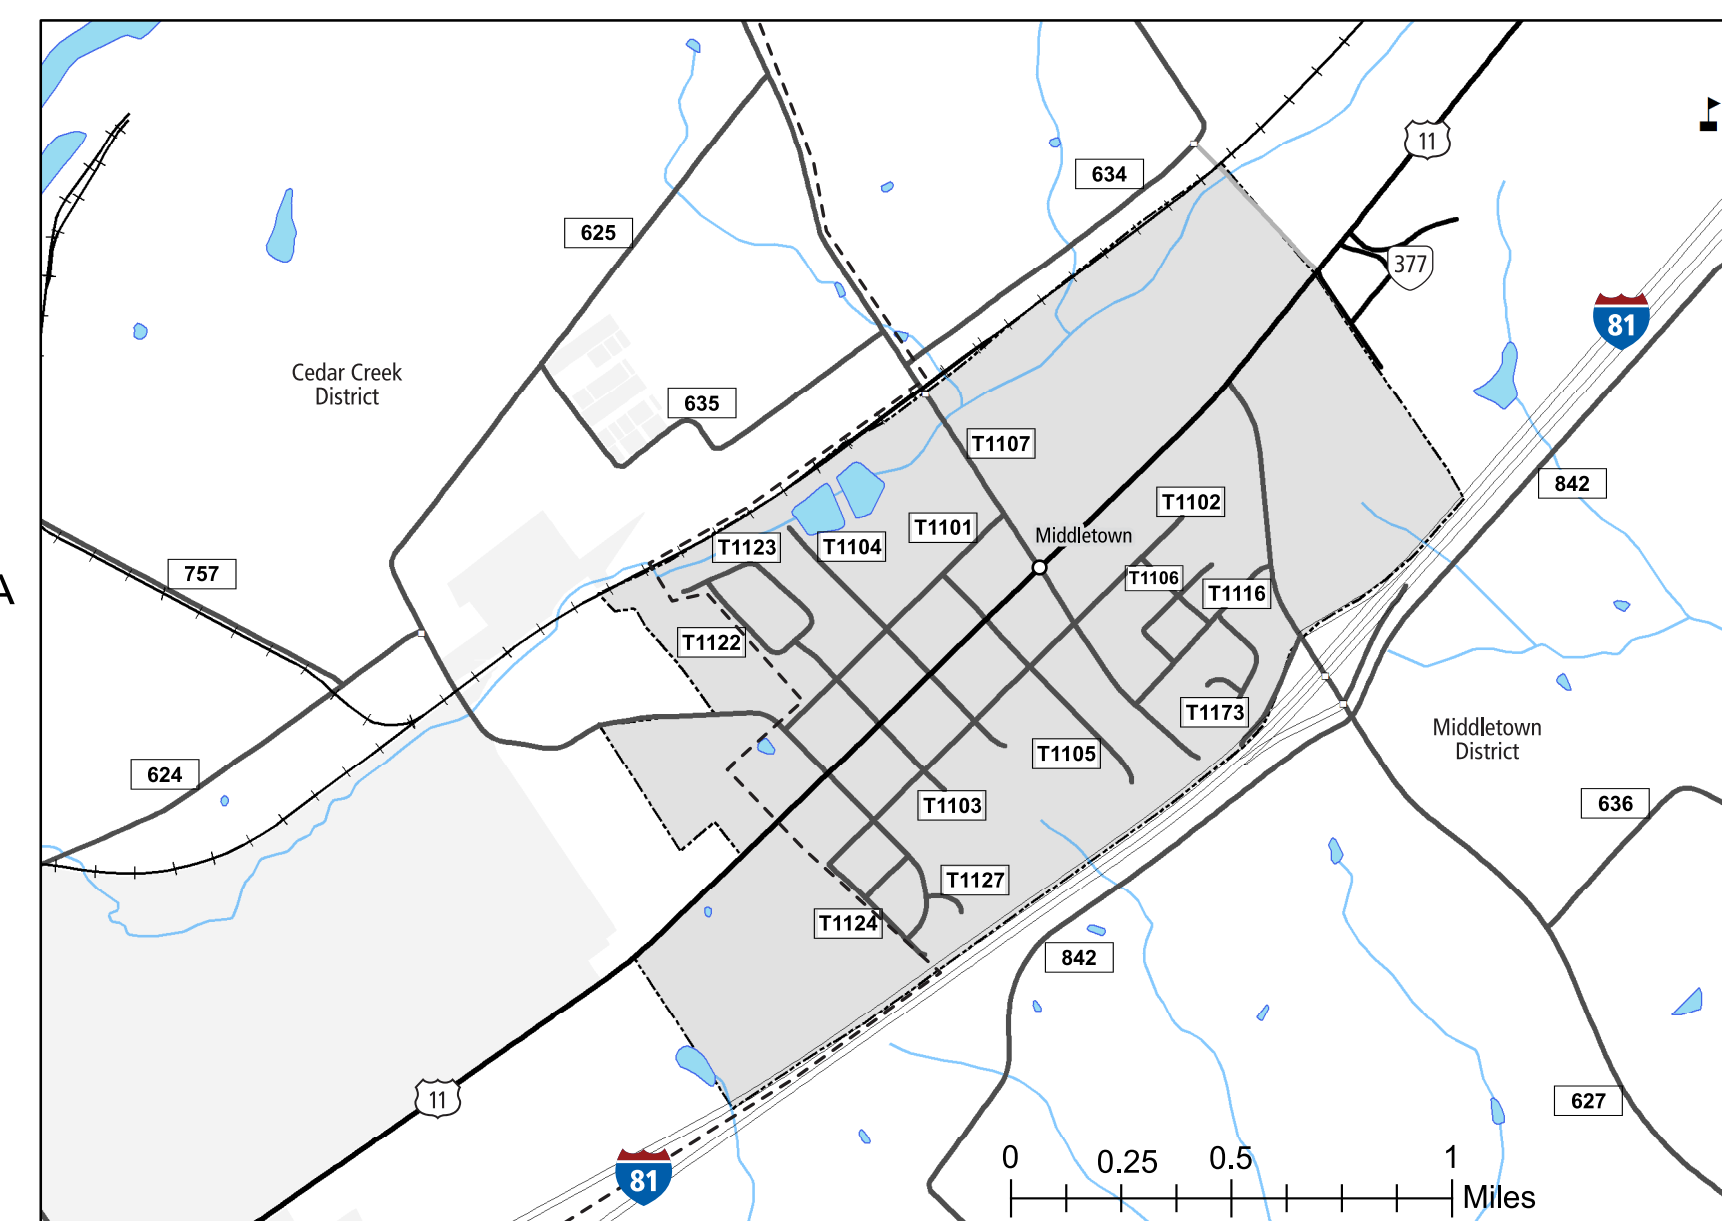 11
634
625
377
81
Cedar Creek
District
635
T1107
842
T1102
T1101
Middletown
T1123
T1104
757
T1106
T1116
A
T1122
T1173
Middletown
District
T1105
624
T1103
636
T1127
T1124
842
11
627
0
0.25
0.5
1
81
Miles